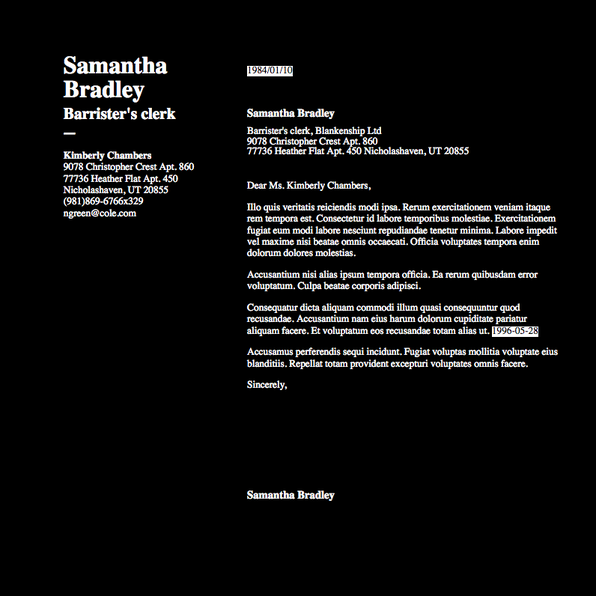 Samantha
Bradley
Barrister's clerk
Kimberly Chambers
9078 Christopher Crest Apt. 860
77736 Heather Flat Apt. 450
Nicholashaven, UT 20855
(981)869-6766x329
ngreen@cole.com
1984/01/10
Samantha Bradley
Barrister's clerk, Blankenship Ltd
9078 Christopher Crest Apt. 860
77736 Heather Flat Apt. 450 Nicholashaven, UT 20855
Dear Ms. Kimberly Chambers,
Illo quis veritatis reiciendis modi ipsa. Rerum exercitationem veniam itaque
rem tempora est. Consectetur id labore temporibus molestiae. Exercitationem
fugiat eum modi labore nesciunt repudiandae tenetur minima. Labore impedit
vel maxime nisi beatae omnis occaecati. Officia voluptates tempora enim
dolorum dolores molestias.
Accusantium nisi alias ipsum tempora officia. Ea rerum quibusdam error
voluptatum. Culpa beatae corporis adipisci.
Consequatur dicta aliquam commodi illum quasi consequuntur quod
recusandae. Accusantium nam eius harum dolorum cupiditate pariatur
aliquam facere. Et voluptatum eos recusandae totam alias ut. 1996-05-28
Accusamus perferendis sequi incidunt. Fugiat voluptas mollitia voluptate eius
blanditiis. Repellat totam provident excepturi voluptates omnis facere.
Sincerely,
Samantha Bradley